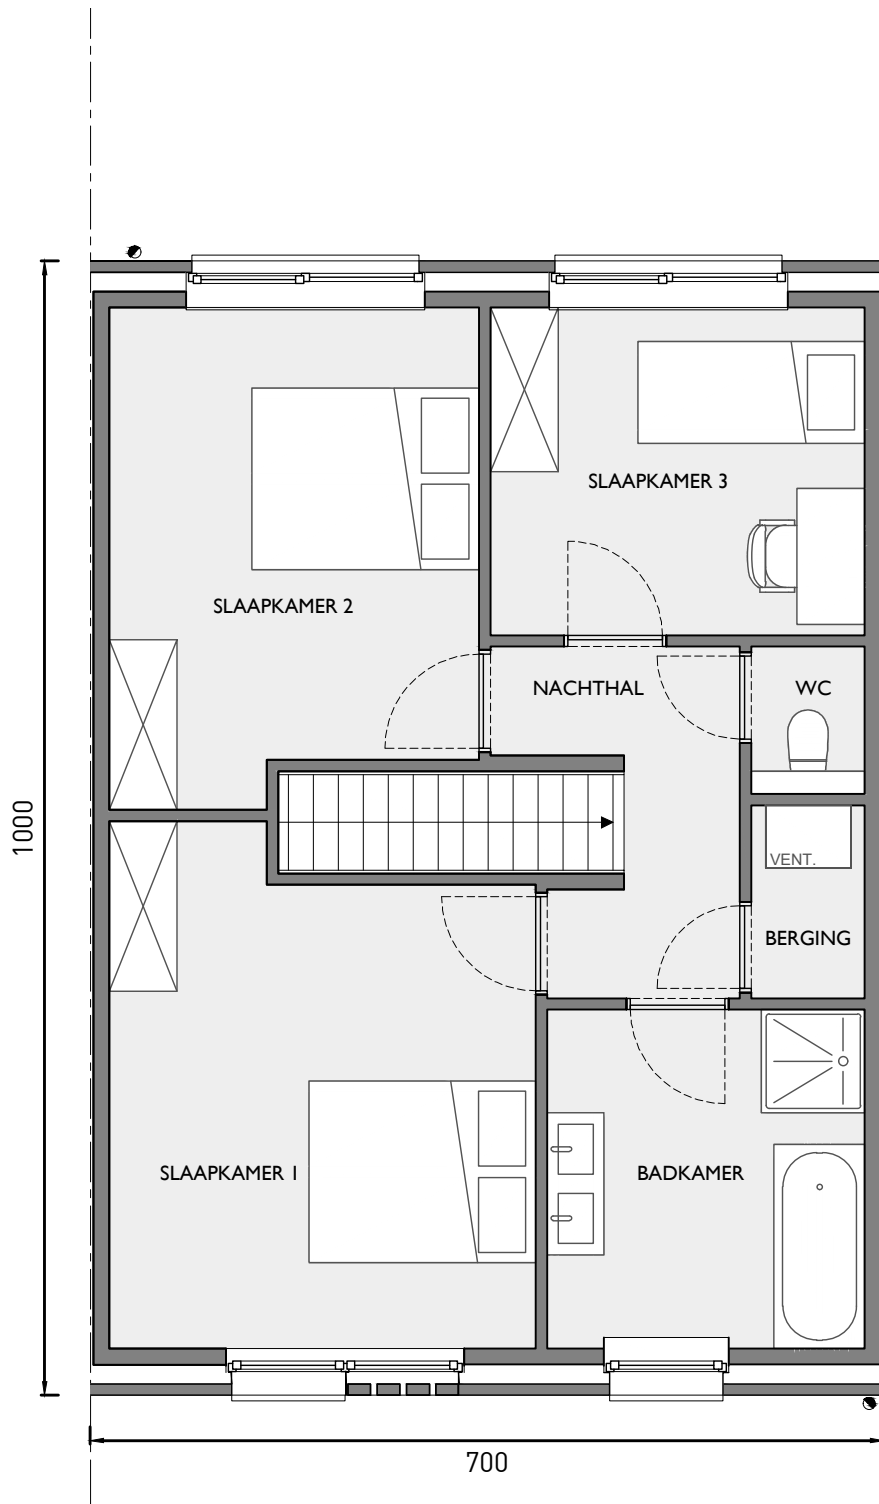 SLAAPKAMER 3
SLAAPKAMER 2
NACHTHAL
WC
1000
VENT.
BERGING
SLAAPKAMER 1
BADKAMER
700